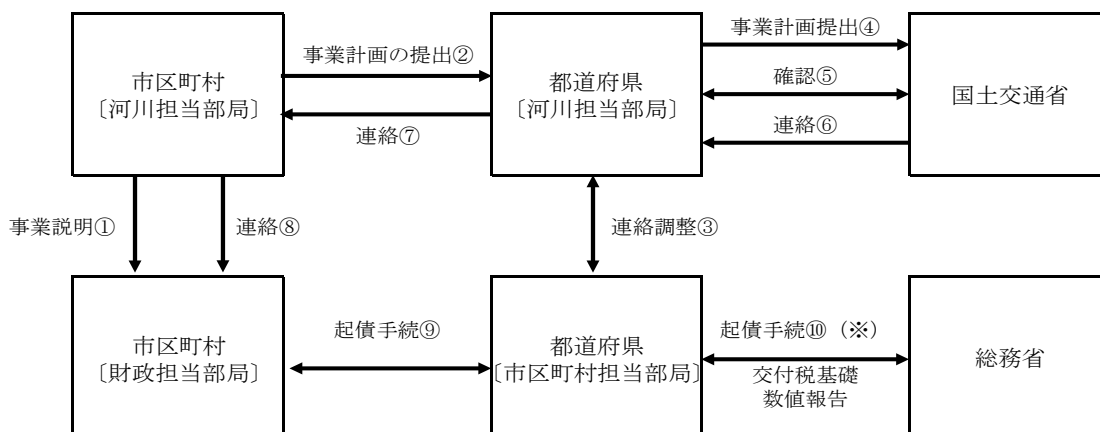 市区町村
〔河川担当部局〕
事業計画の提出②
連絡⑦
都道府県
〔河川担当部局〕
事業計画提出④
確認⑤
連絡⑥
国土交通省
事業説明①
連絡⑧
連絡調整③
市区町村
〔財政担当部局〕
起債手続⑨
都道府県
〔市区町村担当部局〕
起債手続⑩（※）
交付税基礎
数値報告
総務省